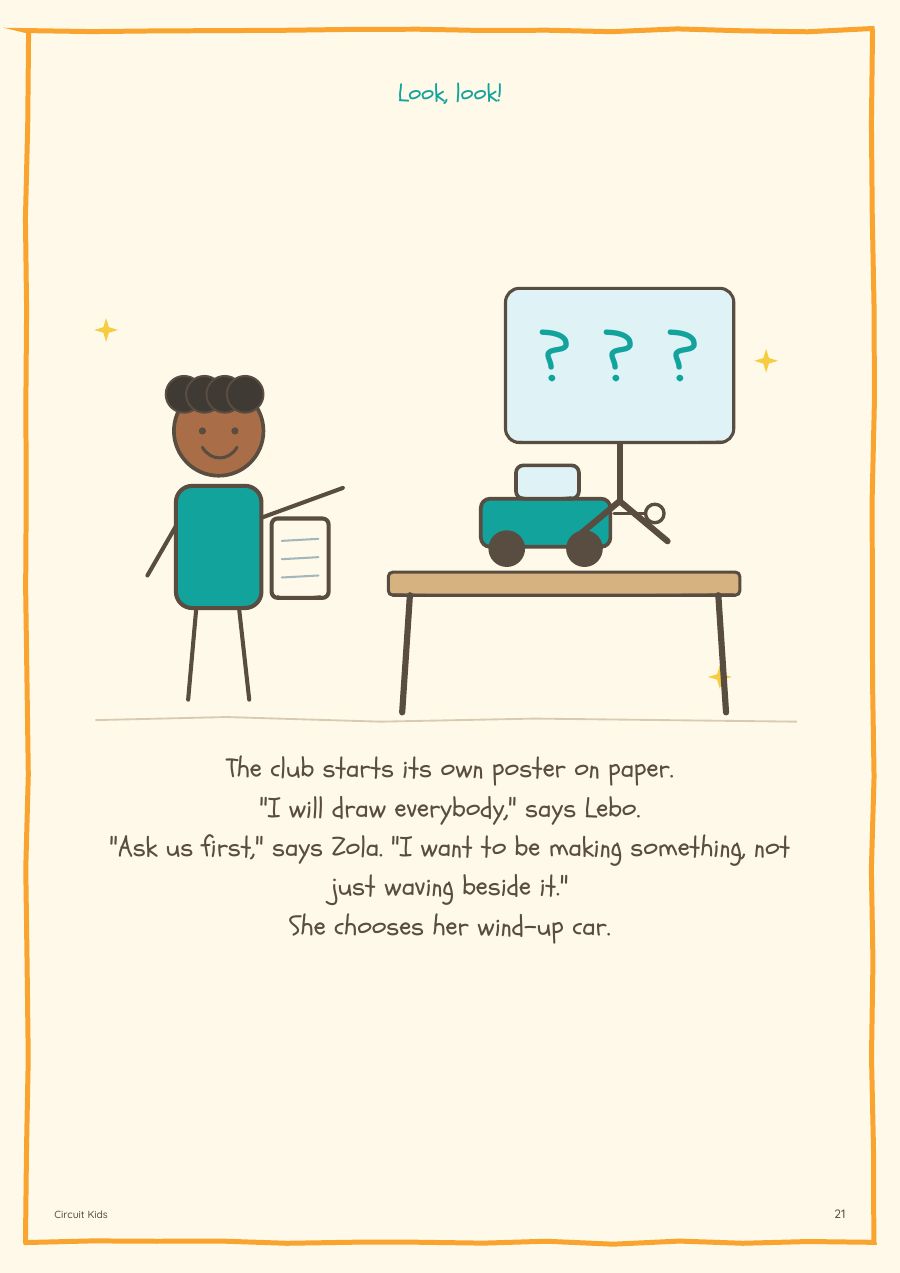 Look, look!
? ? ?
The club starts its own poster on paper.
"I will draw everybody," says Lebo.
"Ask us first," says Zola. "I want to be making something, not
just waving beside it."
She chooses her wind-up car.
Circuit Kids
21